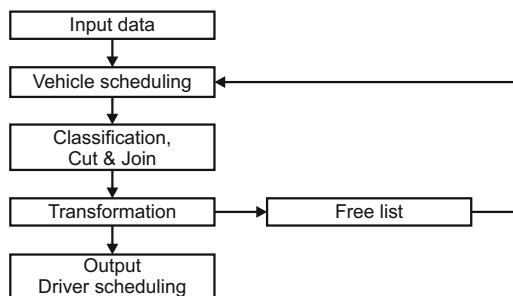 Input data
Vehicle scheduling
Classification,
Cut & Join
Transformation
Free list
Output
Driver scheduling